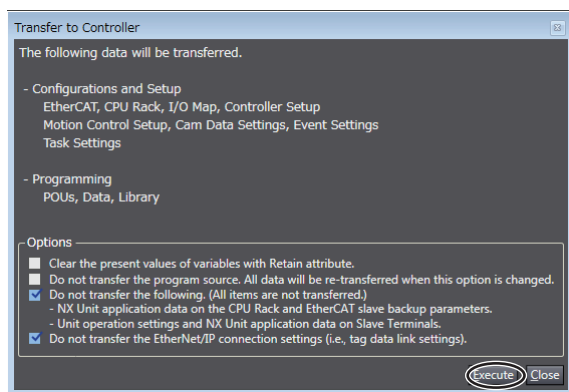 Transfer to Controller
The following data will be transferred.
- Configurations and Setup
EtherCAT, CPU Rack, I/O Map, Controller Setup
Motion Control Setup, Cam Data Settings, Event Settings
Task Settings
- Programming
POUs, Data, Library
Options
Clear the present values of variables with Retain attribute.
Do not transfer the program source. All data will be re-transferred when this option is changed.
Do not transfer the following. (All items are not transferred.)
- NX Unit application data on the CPU Rack and EtherCAT slave backup parameters.
- Unit operation settings and NX Unit application data on Slave Terminals.
Do not transfer the EtherNet/IP connection settings (i.e., tag data link settings).
Execute Close